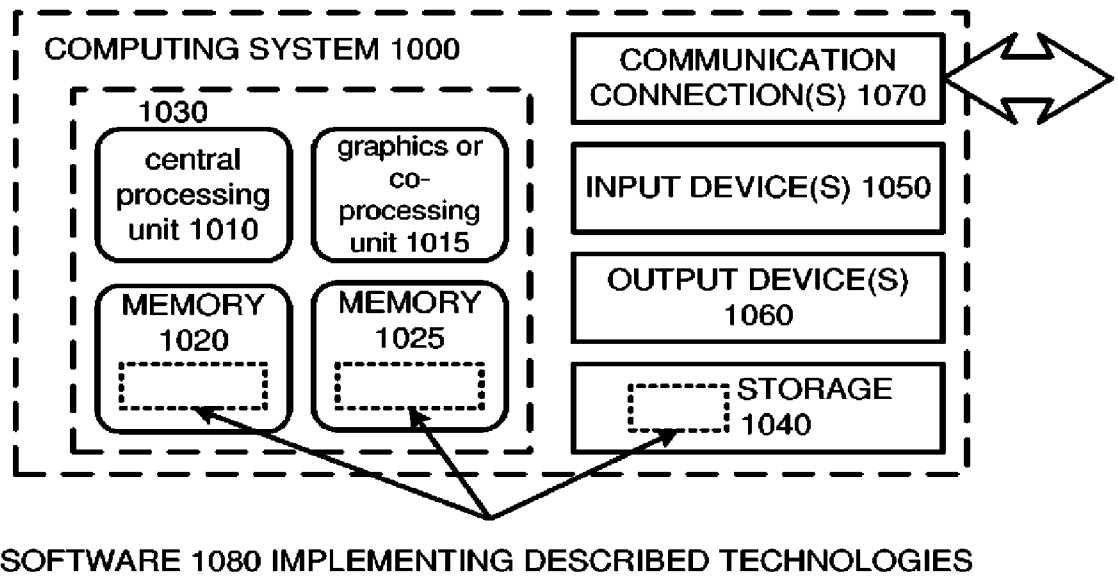 COMPUTING SYSTEM 1000
1030
central
processing
unit 1010
graphics or
co-
processing
unit 1015
MEMORY
1020
MEMORY
1025
COMMUNICATION
CONNECTION(S) 1070
INPUT DEVICE(S) 1050
OUTPUT DEVICE(S)
1060
STORAGE
1040
SOFTWARE 1080 IMPLEMENTING DESCRIBED TECHNOLOGIES